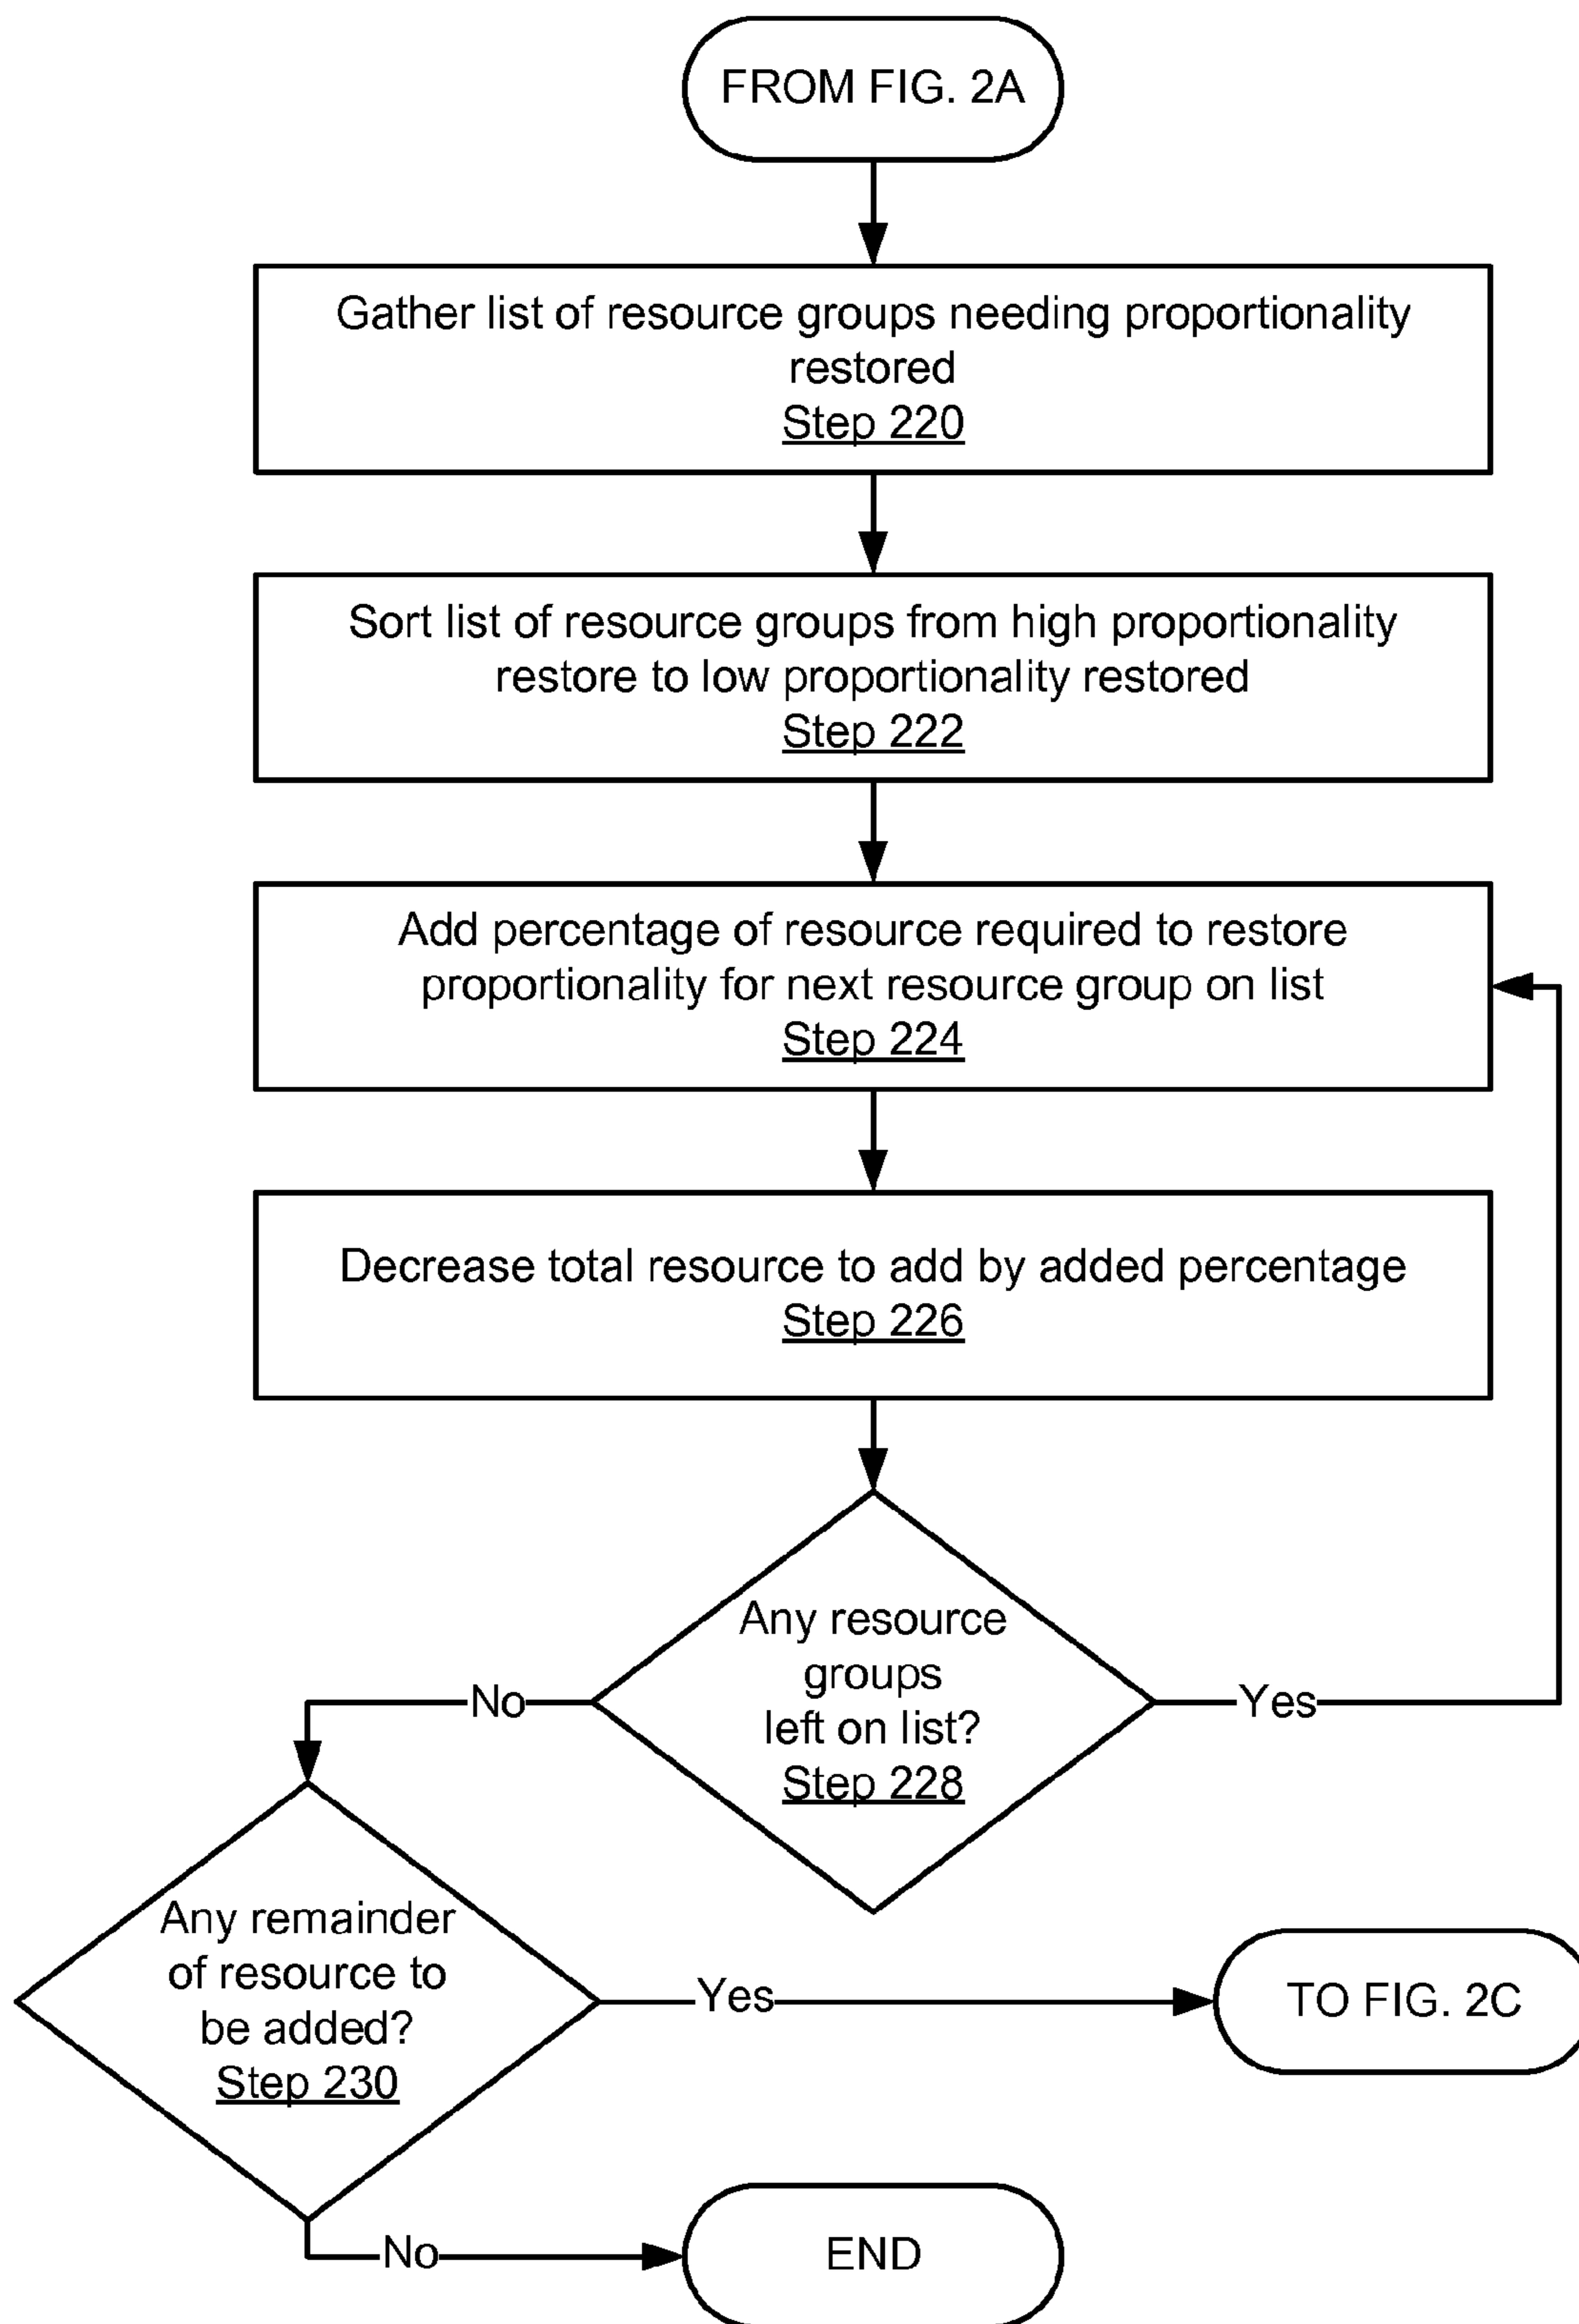 FROM FIG. 2A
Gather list of resource groups needing proportionality
restored
Step 220
Sort list of resource groups from high proportionality
restore to low proportionality restored
Step 222
Add percentage of resource required to restore
proportionality for next resource group on list
Step 224
Decrease total resource to add by added percentage
Step 226
Any resource
groups
left on list?
Step 228
No
Yes
Any remainder
of resource to
be added?
Step 230
Yes
TO FIG. 2C
No
END